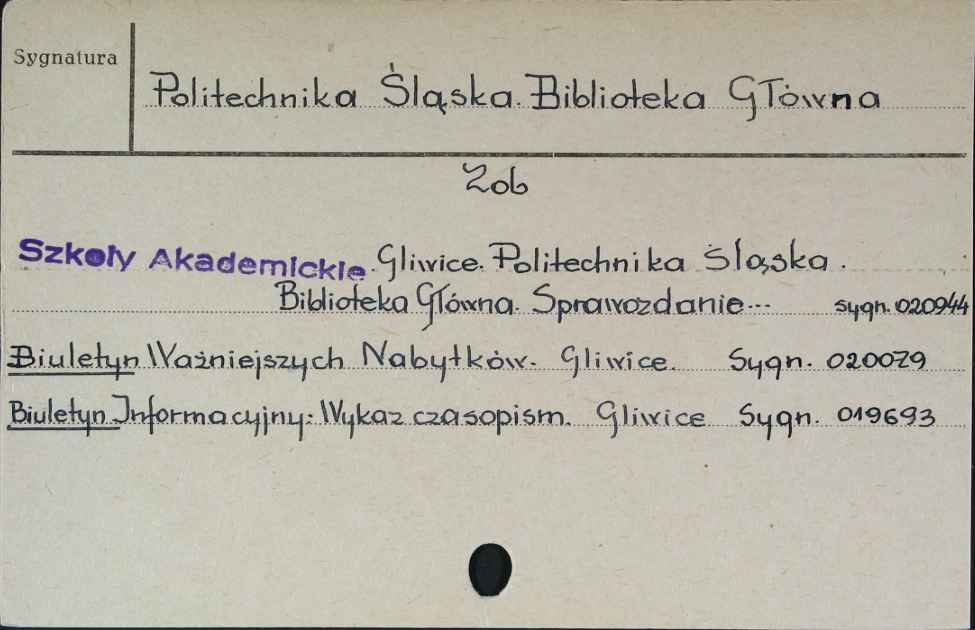 Sygnatura
Politechnika Śląska. Biblioteka Główna
Zob
Szkoły Akademickie. Gliwice. Politechnika Śląska.
Biblioteka Główna. Sprawozdanie... sygn. 020944
Biuletyn Ważniejszych Nabytków. Gliwice. Sygn. 020079
Biuletyn Informacyjny: Wykaz czasopism. Gliwice Sygn. 019693